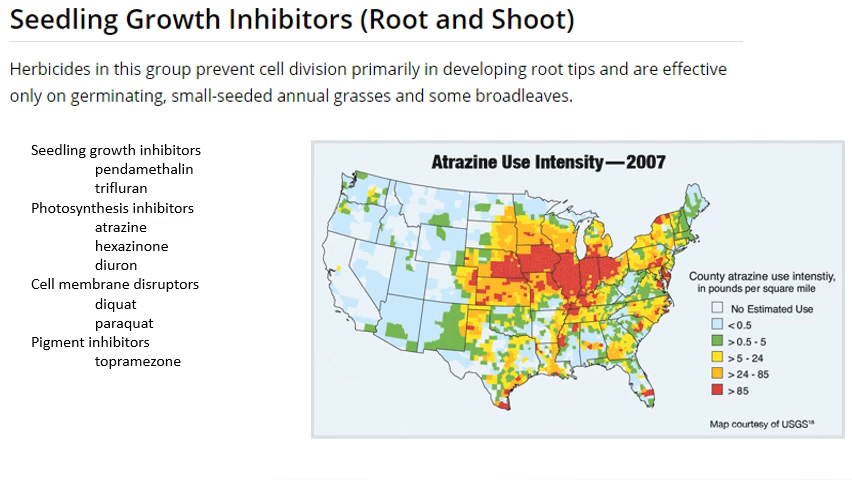 Seedling Growth Inhibitors (Root and Shoot)
Herbicides in this group prevent cell division primarily in developing root tips and are effective
only on germinating, small-seeded annual grasses and some broadleaves.
Seedling growth inhibitors
pendamethalin
trifluran
Photosynthesis inhibitors
atrazine
hexazinone
diuron
Cell membrane disruptors
diquat
paraquat
Pigment inhibitors
topramezone
Atrazine Use Intensity—2007
County atrazine use intenstiy,
in pounds per square mile
No Estimated Use
< 0.5
> 0.5 - 5
> 5 - 24
> 24 - 85
> 85
Map courtesy of USGS¹⁸